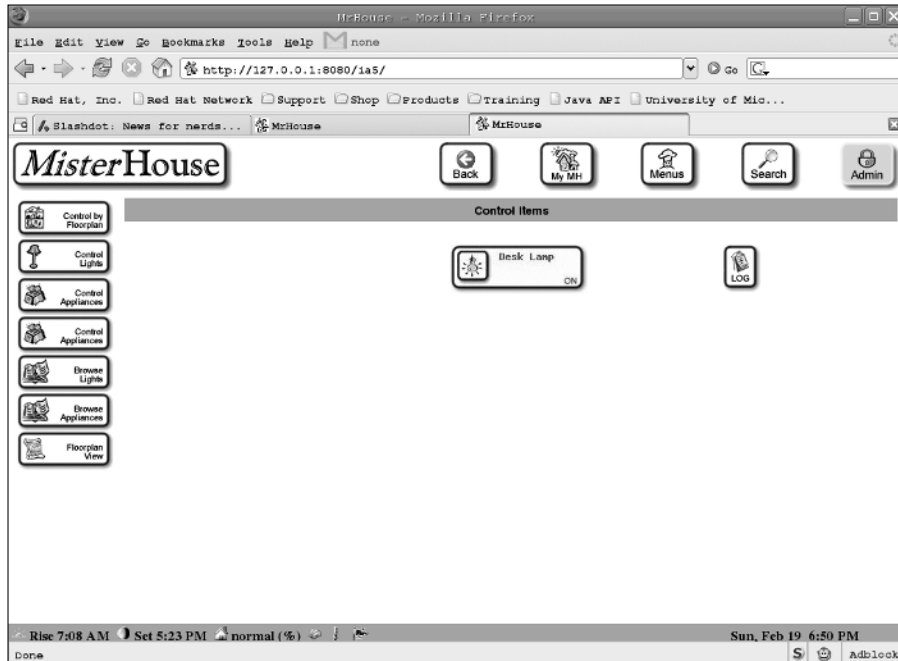 MrHouse - Mozilla Firefox
File Edit View Go Bookmarks Tools Help none
http://127.0.0.1:8080/ia5/ Go
Red Hat, Inc. Red Hat Network Support Shop Products Training Java API University of Mic...
Slashdot: News for nerds... MrHouse MrHouse
MisterHouse
Back
My MH
Menus
Search
Admin
Control by
Floorplan
Control
Lights
Control
Appliances
Control
Appliances
Browse
Lights
Browse
Appliances
Floorplan
View
Control Items
Desk Lamp
ON
LOG
Rise 7:08 AM Set 5:23 PM normal (%) Sun, Feb 19 6:50 PM
Done Adblock